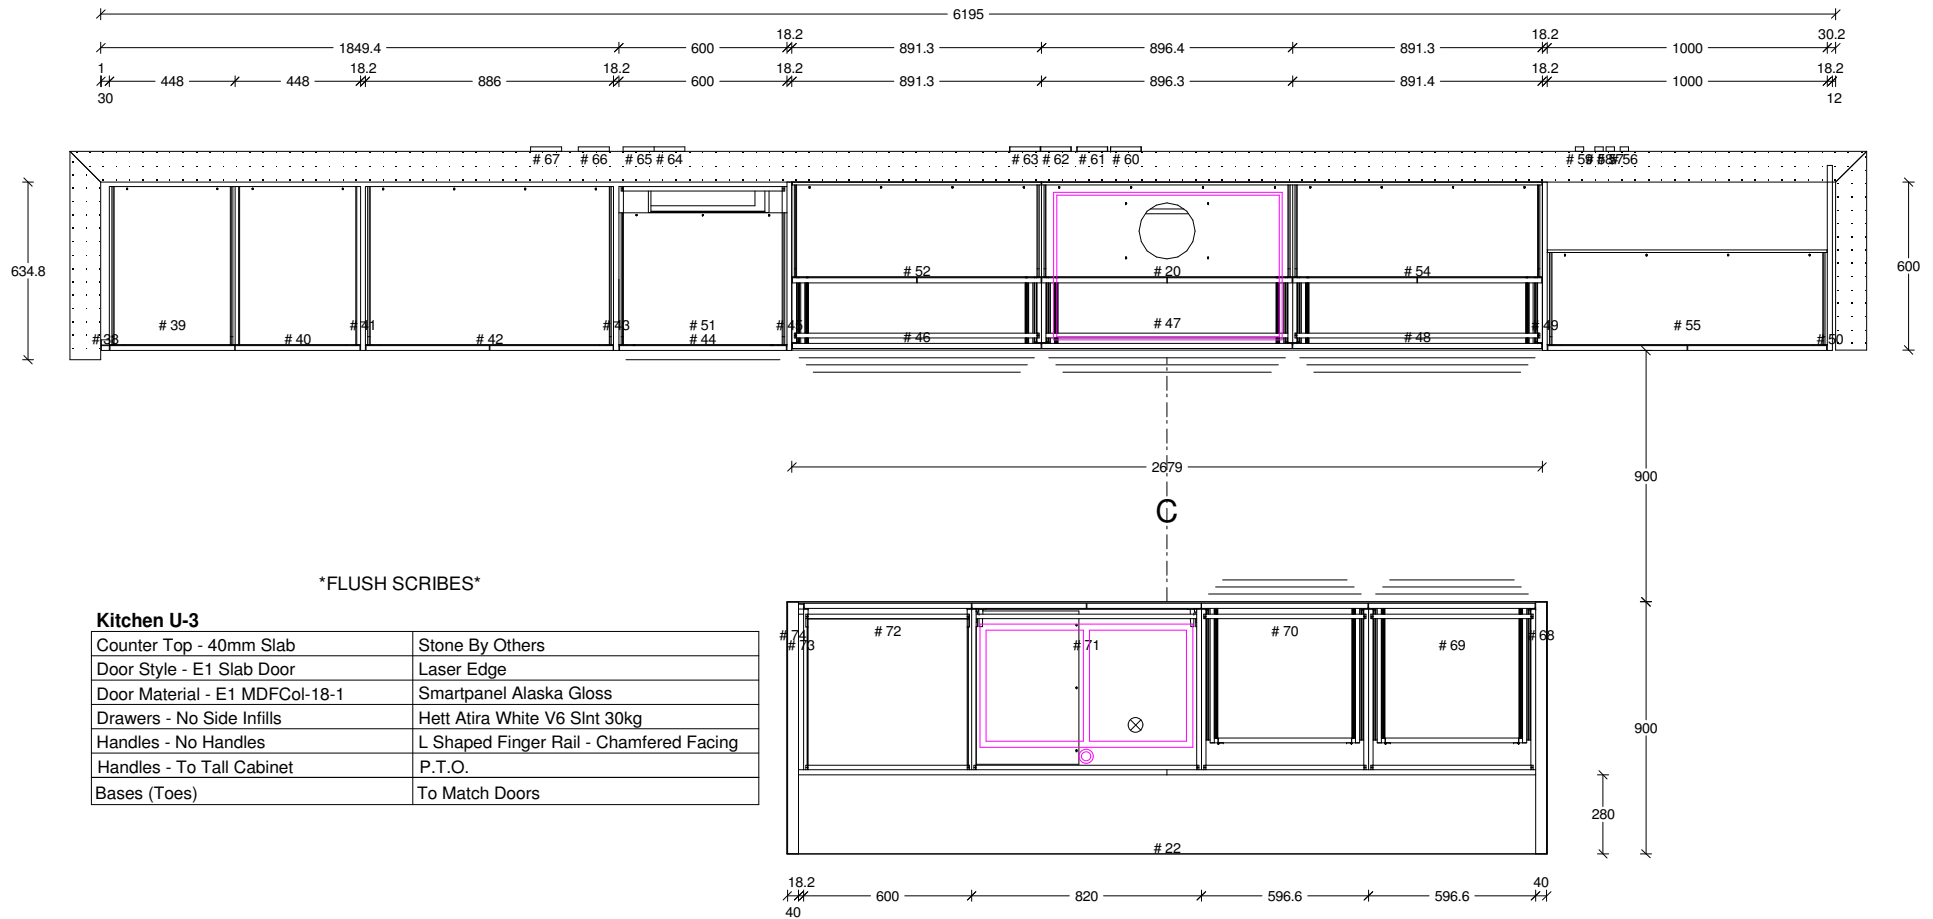 6195
18.2 30.2
1849.4 600 891.3 896.4 891.3 1000
1 18.2 18.2 18.2 18.2 18.2
448 448 886 600 891.3 896.3 891.4 1000
30 12
# 67 # 66 # 65 # 64 # 63 # 62 # 61 # 60 # 59 # 58 # 57 # 56
634.8 600
# 52 # 20 # 54
# 38 # 39 # 40 # 41 # 42 # 43 # 51 # 45 # 47 # 49 # 55 # 50
# 44 # 46 # 48
2679
900
C
*FLUSH SCRIBES*
Kitchen U-3
Counter Top - 40mm Slab Stone By Others
Door Style - E1 Slab Door Laser Edge
Door Material - E1 MDFCol-18-1 Smartpanel Alaska Gloss
Drawers - No Side Infills Hett Atira White V6 Slnt 30kg
Handles - No Handles L Shaped Finger Rail - Chamfered Facing
Handles - To Tall Cabinet P.T.O.
Bases (Toes) To Match Doors
# 74 # 72 # 70 # 68
# 73 # 71 # 69
900
280
# 22
18.2 40
600 820 596.6 596.6
40